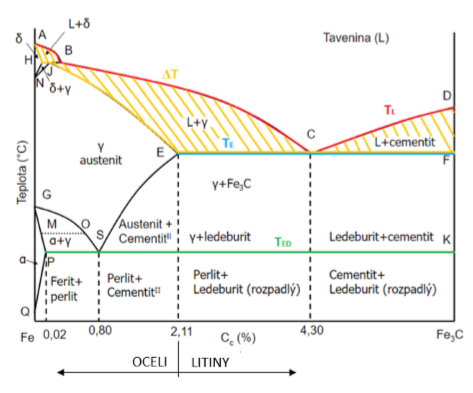 L+δ
Tavenina (L)
δ
A
B
H
J
N
δ+γ
ΔT
D
TL
L+γ
C
L+cementit
TE
E
F
γ
austenit
γ+Fe3C
Teplota (°C)
G
M
O
S
α+γ
Austenit +
CementitII
γ+ledeburit
TED
Ledeburit+cementit
K
α
P
Ferit+
perlit
Perlit+
CementitII
Perlit+
Ledeburit (rozpadlý)
Cementit+
Ledeburit (rozpadlý)
Q
Fe
0,02
0,80
2,11
Cc (%)
4,30
Fe3C
OCELI
LITINY